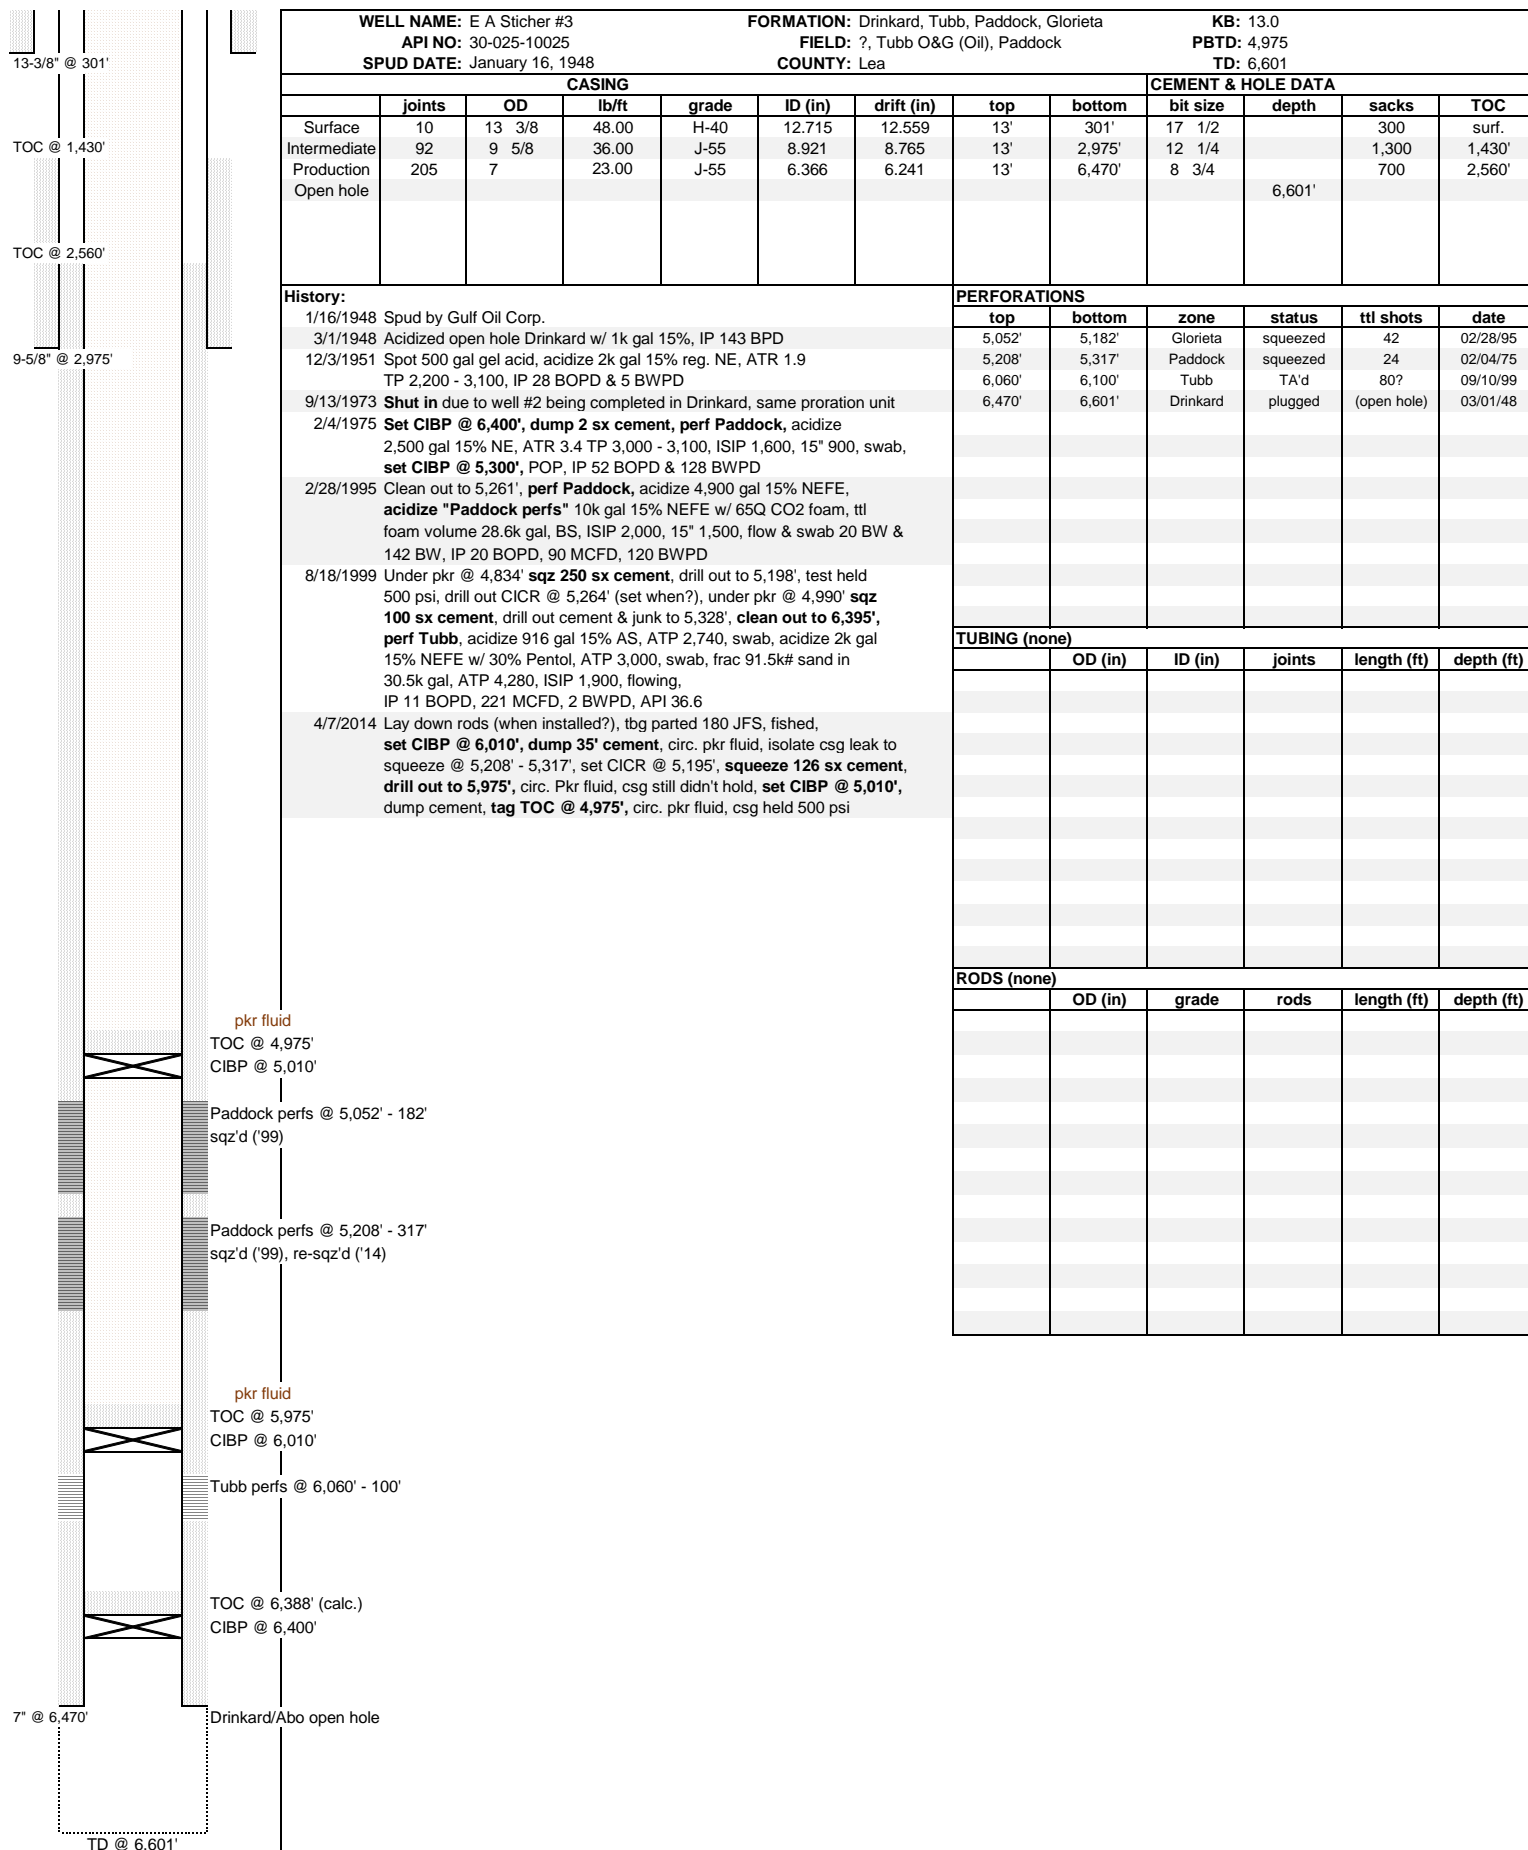 WELL NAME: E A Sticher #3 FORMATION: Drinkard, Tubb, Paddock, Glorieta KB: 13.0
API NO: 30-025-10025 FIELD: ?, Tubb O&G (Oil), Paddock PBTD: 4,975
SPUD DATE: January 16, 1948 COUNTY: Lea TD: 6,601
CASING CEMENT & HOLE DATA
joints OD lb/ft grade ID (in) drift (in) top bottom bit size depth sacks TOC
Surface 10 13 3/8 48.00 H-40 12.715 12.559 13' 301' 17 1/2 300 surf.
Intermediate 92 9 5/8 36.00 J-55 8.921 8.765 13' 2,975' 12 1/4 1,300 1,430'
Production 205 7 23.00 J-55 6.366 6.241 13' 6,470' 8 3/4 700 2,560'
Open hole 6,601'
History:
1/16/1948 Spud by Gulf Oil Corp.
3/1/1948 Acidized open hole Drinkard w/ 1k gal 15%, IP 143 BPD
12/3/1951 Spot 500 gal gel acid, acidize 2k gal 15% reg. NE, ATR 1.9
TP 2,200 - 3,100, IP 28 BOPD & 5 BWPD
9/13/1973 Shut in due to well #2 being completed in Drinkard, same proration unit
2/4/1975 Set CIBP @ 6,400', dump 2 sx cement, perf Paddock, acidize
2,500 gal 15% NE, ATR 3.4 TP 3,000 - 3,100, ISIP 1,600, 15" 900, swab,
set CIBP @ 5,300', POP, IP 52 BOPD & 128 BWPD
2/28/1995 Clean out to 5,261', perf Paddock, acidize 4,900 gal 15% NEFE,
acidize "Paddock perfs" 10k gal 15% NEFE w/ 65Q CO2 foam, ttl
foam volume 28.6k gal, BS, ISIP 2,000, 15" 1,500, flow & swab 20 BW &
142 BW, IP 20 BOPD, 90 MCFD, 120 BWPD
8/18/1999 Under pkr @ 4,834' sqz 250 sx cement, drill out to 5,198', test held
500 psi, drill out CICR @ 5,264' (set when?), under pkr @ 4,990' sqz
100 sx cement, drill out cement & junk to 5,328', clean out to 6,395',
perf Tubb, acidize 916 gal 15% AS, ATP 2,740, swab, acidize 2k gal
15% NEFE w/ 30% Pentol, ATP 3,000, swab, frac 91.5k# sand in
30.5k gal, ATP 4,280, ISIP 1,900, flowing,
IP 11 BOPD, 221 MCFD, 2 BWPD, API 36.6
4/7/2014 Lay down rods (when installed?), tbg parted 180 JFS, fished,
set CIBP @ 6,010', dump 35' cement, circ. pkr fluid, isolate csg leak to
squeeze @ 5,208' - 5,317', set CICR @ 5,195', squeeze 126 sx cement,
drill out to 5,975', circ. Pkr fluid, csg still didn't hold, set CIBP @ 5,010',
dump cement, tag TOC @ 4,975', circ. pkr fluid, csg held 500 psi
PERFORATIONS
top bottom zone status ttl shots date
5,052' 5,182' Glorieta squeezed 42 02/28/95
5,208' 5,317' Paddock squeezed 24 02/04/75
6,060' 6,100' Tubb TA'd 80? 09/10/99
6,470' 6,601' Drinkard plugged (open hole) 03/01/48
TUBING (none)
OD (in) ID (in) joints length (ft) depth (ft)
RODS (none)
OD (in) grade rods length (ft) depth (ft)
13-3/8" @ 301'
TOC @ 1,430'
TOC @ 2,560'
9-5/8" @ 2,975'
pkr fluid
TOC @ 4,975'
CIBP @ 5,010'
Paddock perfs @ 5,052' - 182'
sqz'd ('99)
Paddock perfs @ 5,208' - 317'
sqz'd ('99), re-sqz'd ('14)
pkr fluid
TOC @ 5,975'
CIBP @ 6,010'
Tubb perfs @ 6,060' - 100'
TOC @ 6,388' (calc.)
CIBP @ 6,400'
7" @ 6,470'
Drinkard/Abo open hole
TD @ 6,601'